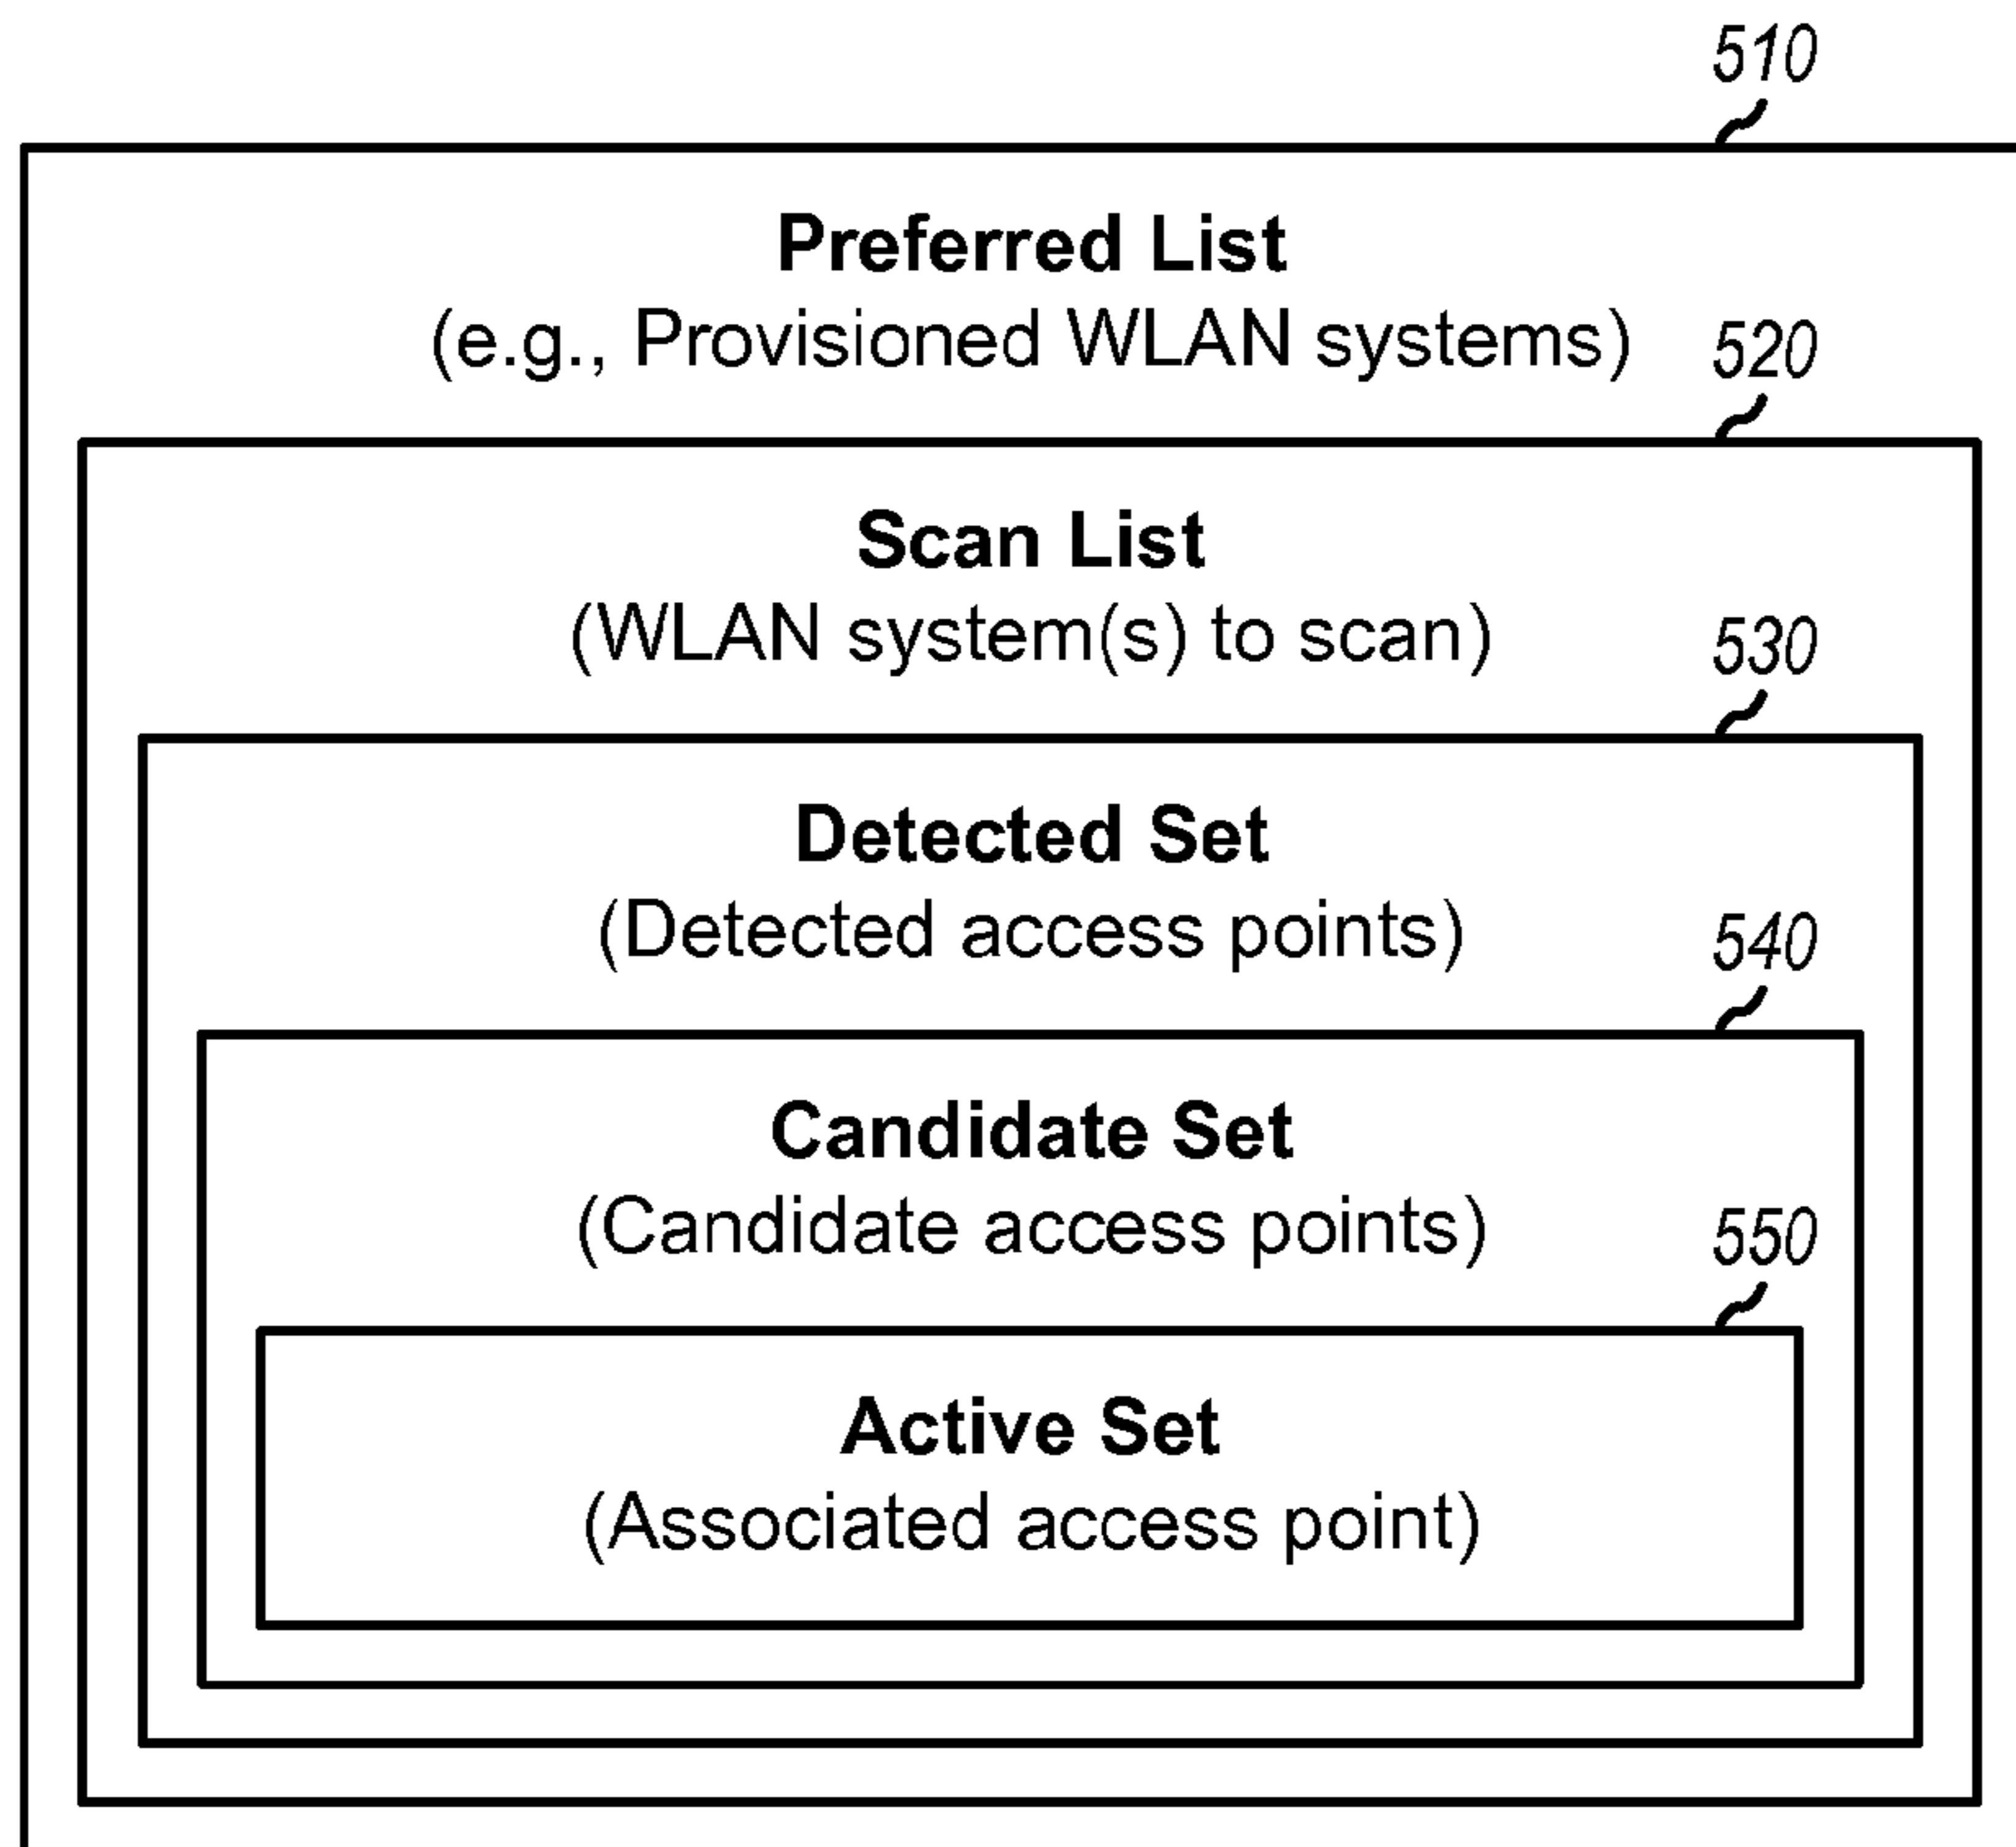 510
Preferred List
(e.g., Provisioned WLAN systems)
520
Scan List
(WLAN system(s) to scan)
530
Detected Set
(Detected access points)
540
Candidate Set
(Candidate access points)
550
Active Set
(Associated access point)